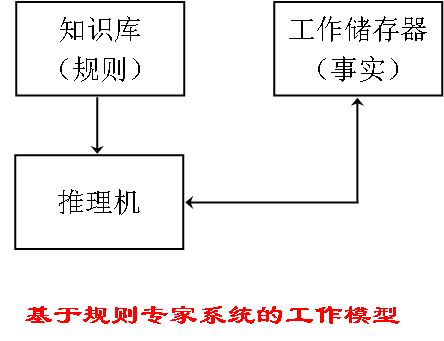 知识库
（规则）
工作储存器
（事实）
推理机
基于规则专家系统的工作模型